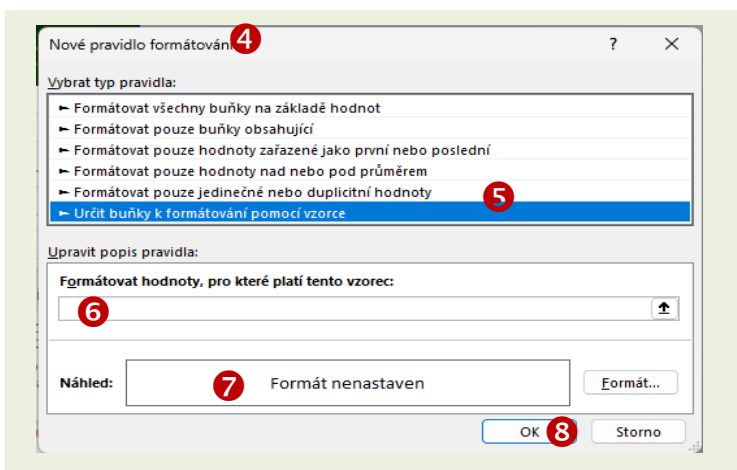 Nové pravidlo formátování 4 ? ×
Vybrat typ pravidla:
► Formátovat všechny buňky na základě hodnot
► Formátovat pouze buňky obsahující
► Formátovat pouze hodnoty zařazené jako první nebo poslední
► Formátovat pouze hodnoty nad nebo pod průměrem
► Formátovat pouze jedinečné nebo duplicitní hodnoty
5
► Určit buňky k formátování pomocí vzorce
Upravit popis pravidla:
Formátovat hodnoty, pro které platí tento vzorec:
6
Náhled: 7 Formát nenastaven Formát...
OK 8 Storno